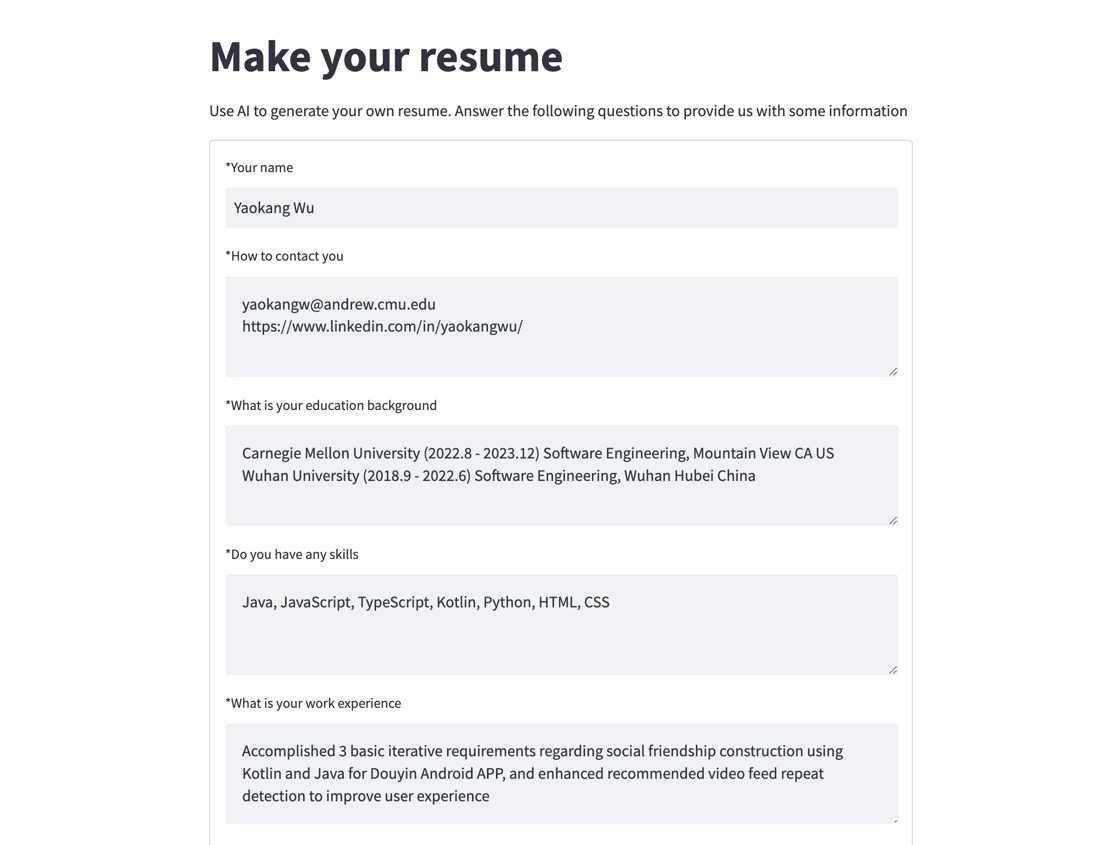 Make your resume
Use AI to generate your own resume. Answer the following questions to provide us with some information
*Your name
Yaokang Wu
*How to contact you
yaokangw@andrew.cmu.edu
https://www.linkedin.com/in/yaokangwu/
*What is your education background
Carnegie Mellon University (2022.8 - 2023.12) Software Engineering, Mountain View CA US
Wuhan University (2018.9 - 2022.6) Software Engineering, Wuhan Hubei China
*Do you have any skills
Java, JavaScript, TypeScript, Kotlin, Python, HTML, CSS
*What is your work experience
Accomplished 3 basic iterative requirements regarding social friendship construction using
Kotlin and Java for Douyin Android APP, and enhanced recommended video feed repeat
detection to improve user experience